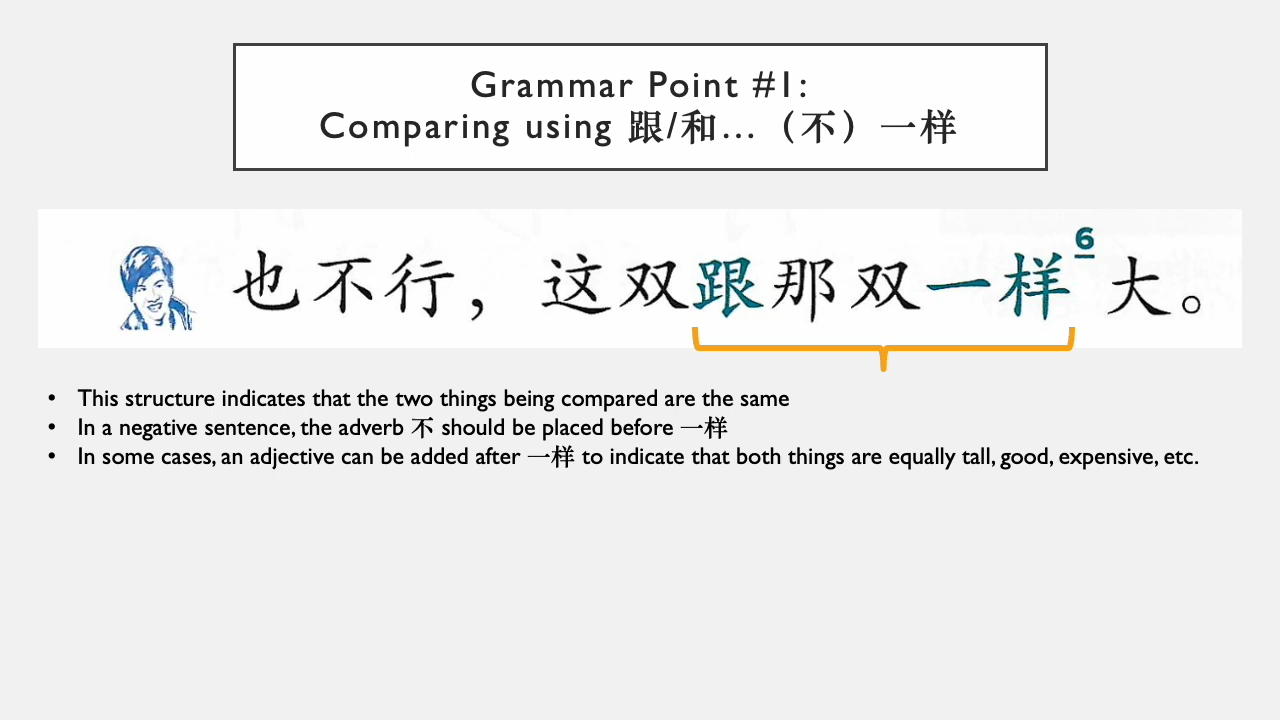 Grammar Point #1:
Comparing using 跟/和...（不）一样
也不行，这双跟那双一样6大。
• This structure indicates that the two things being compared are the same
• In a negative sentence, the adverb 不 should be placed before 一样
• In some cases, an adjective can be added after 一样 to indicate that both things are equally tall, good, expensive, etc.